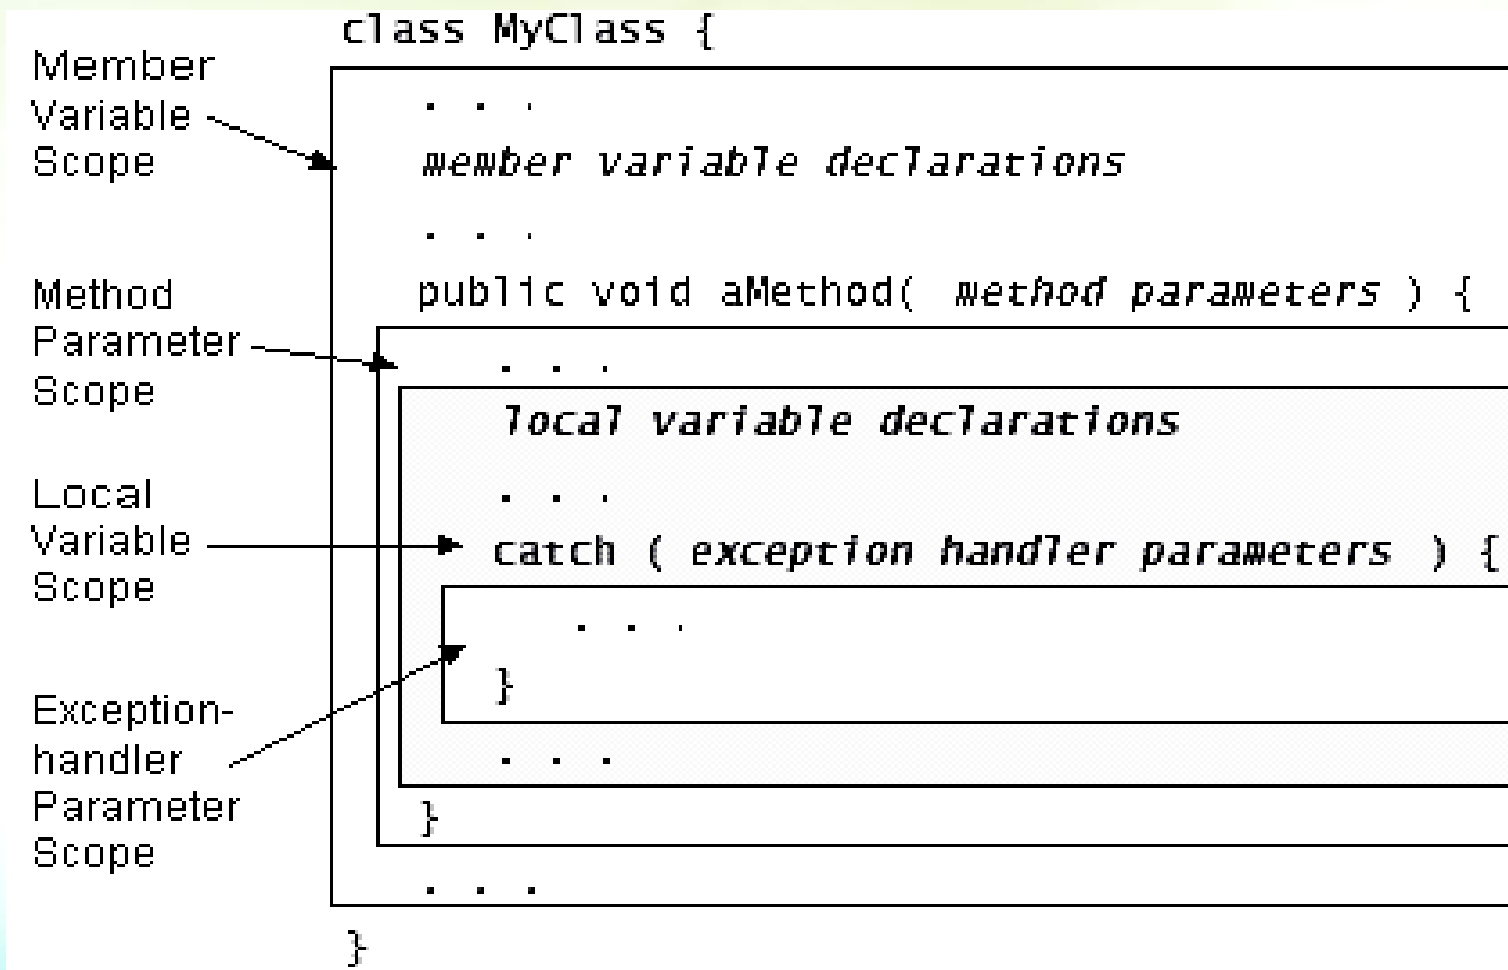 class MyClass {
Member
Variable
Scope
. . .
member variable declarations
. . .
Method
Parameter
Scope
public void aMethod( method parameters ) {
. . .
local variable declarations
. . .
Local
Variable
Scope
catch ( exception handler parameters ) {
. . .
}
Exception-
handler
Parameter
Scope
. . .
}
. . .
}